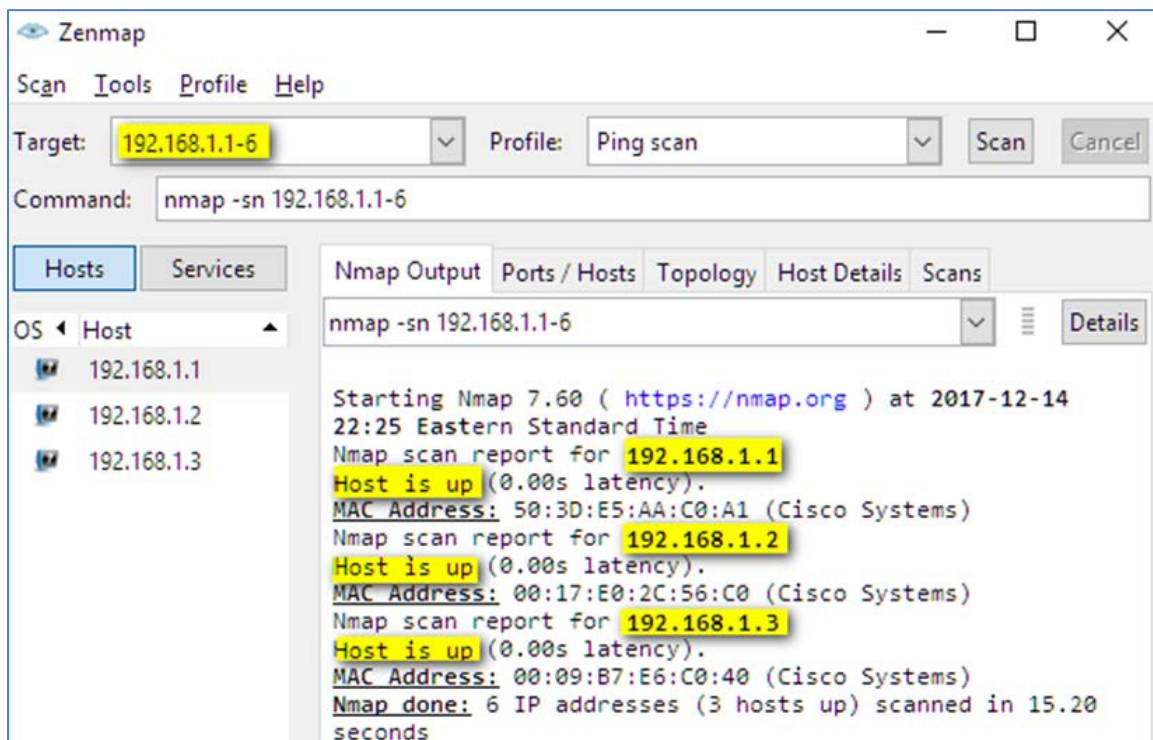 Zenmap
Scan Tools Profile Help
Target: 192.168.1.1-6 Profile: Ping scan Scan Cancel
Command: nmap -sn 192.168.1.1-6
Hosts Services
Nmap Output Ports / Hosts Topology Host Details Scans
OS Host
nmap -sn 192.168.1.1-6 Details
192.168.1.1
192.168.1.2
192.168.1.3
Starting Nmap 7.60 ( https://nmap.org ) at 2017-12-14
22:25 Eastern Standard Time
Nmap scan report for 192.168.1.1
Host is up (0.00s latency).
MAC Address: 50:3D:E5:AA:C0:A1 (Cisco Systems)
Nmap scan report for 192.168.1.2
Host is up (0.00s latency).
MAC Address: 00:17:E0:2C:56:C0 (Cisco Systems)
Nmap scan report for 192.168.1.3
Host is up (0.00s latency).
MAC Address: 00:09:B7:E6:C0:40 (Cisco Systems)
Nmap done: 6 IP addresses (3 hosts up) scanned in 15.20
seconds